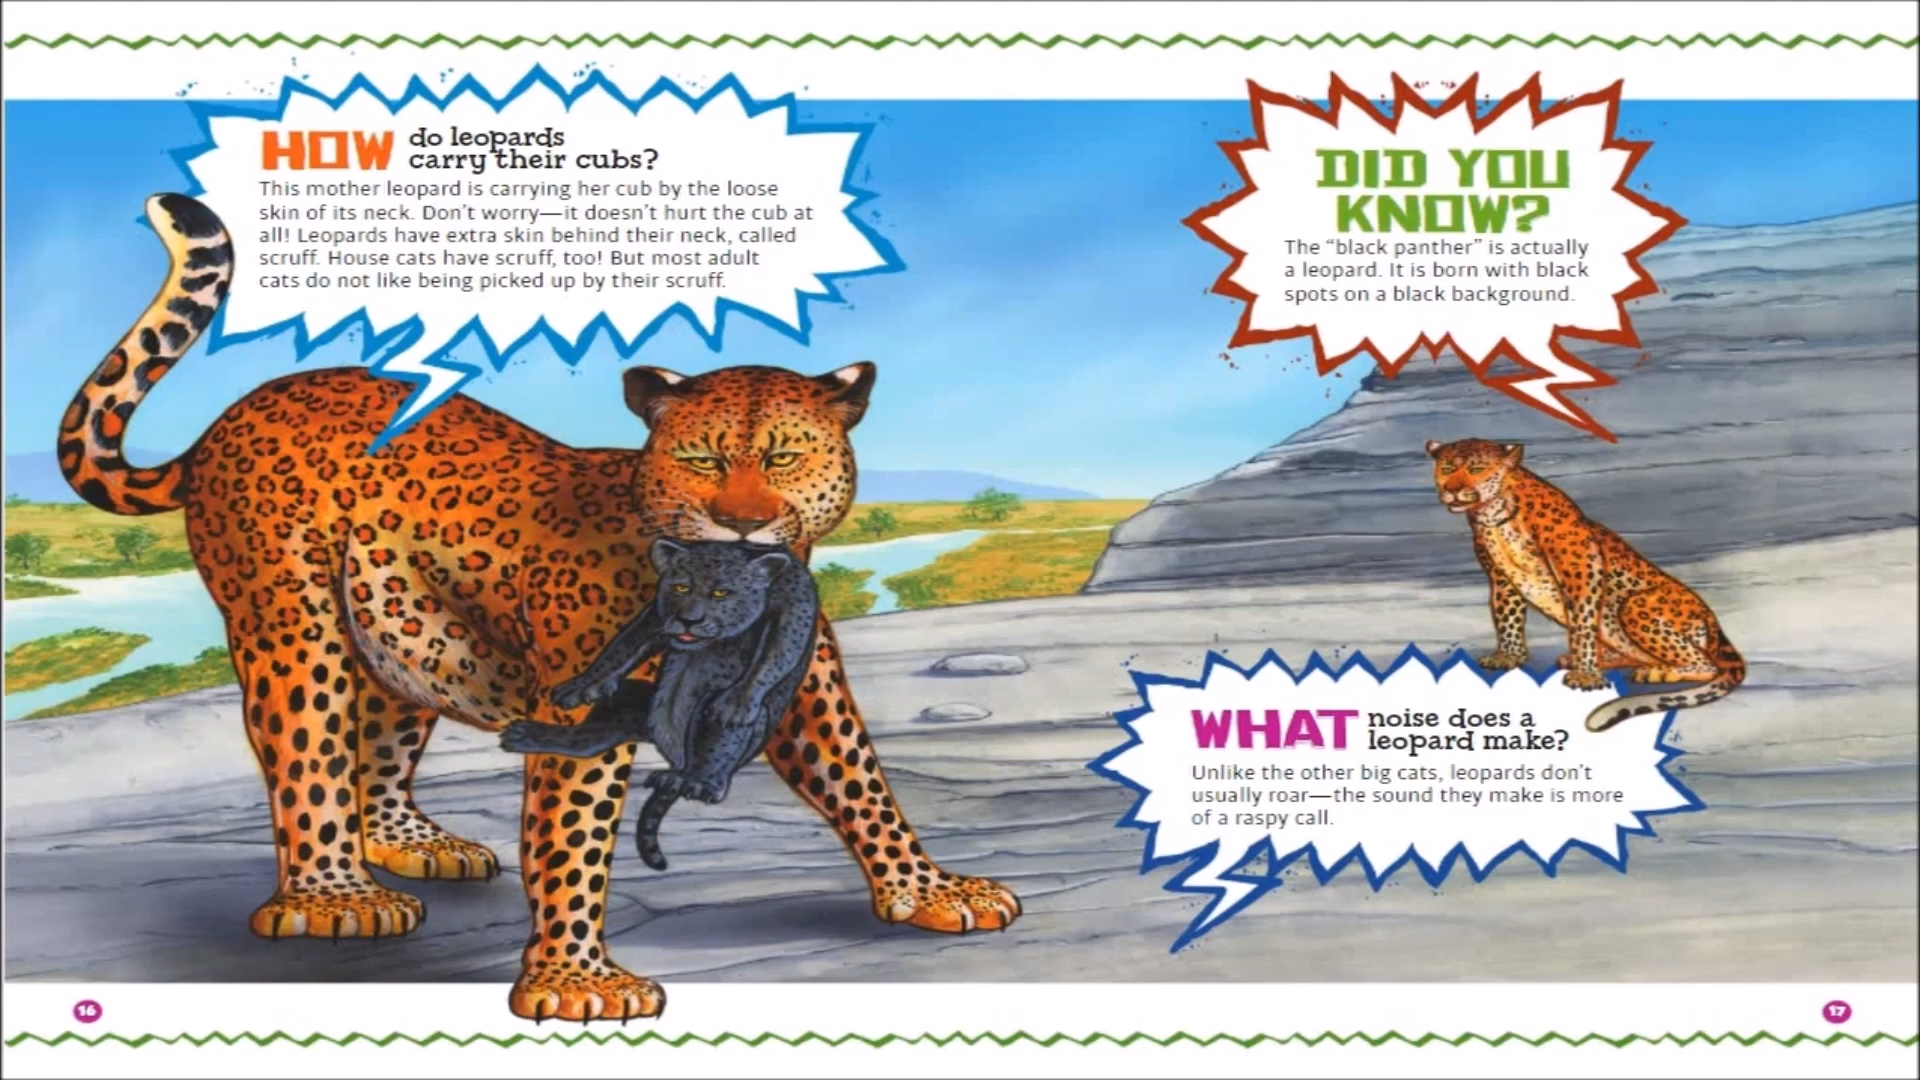 HOW do leopards
carry their cubs?
This mother leopard is carrying her cub by the loose
skin of its neck. Don't worry—it doesn't hurt the cub at
all! Leopards have extra skin behind their neck, called
scruff. House cats have scruff, too! But most adult
cats do not like being picked up by their scruff.
DID YOU
KNOW?
The “black panther” is actually
a leopard. It is born with black
spots on a black background.
WHAT noise does a
leopard make?
Unlike the other big cats, leopards don't
usually roar—the sound they make is more
of a raspy call.
16
17